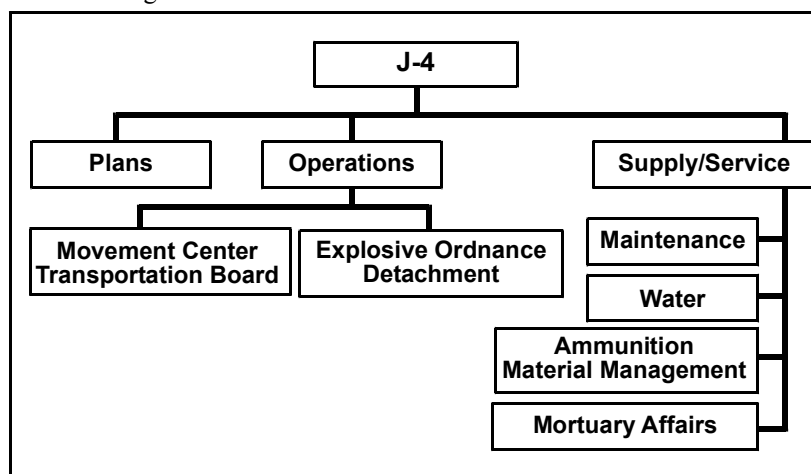 J-4
Plans
Operations
Supply/Service
Movement Center
Transportation Board
Explosive Ordnance
Detachment
Maintenance
Water
Ammunition
Material Management
Mortuary Affairs